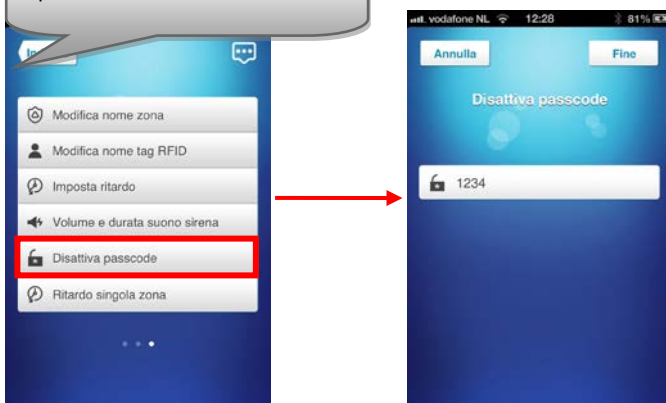 Modifica nome zona
Modifica nome tag RFID
Imposta ritardo
Volume e durata suono sirena
Disattiva passcode
Ritardo singola zona
vodafone NL 12:28 81%
Annulla Fine
Disattiva passcode
1234